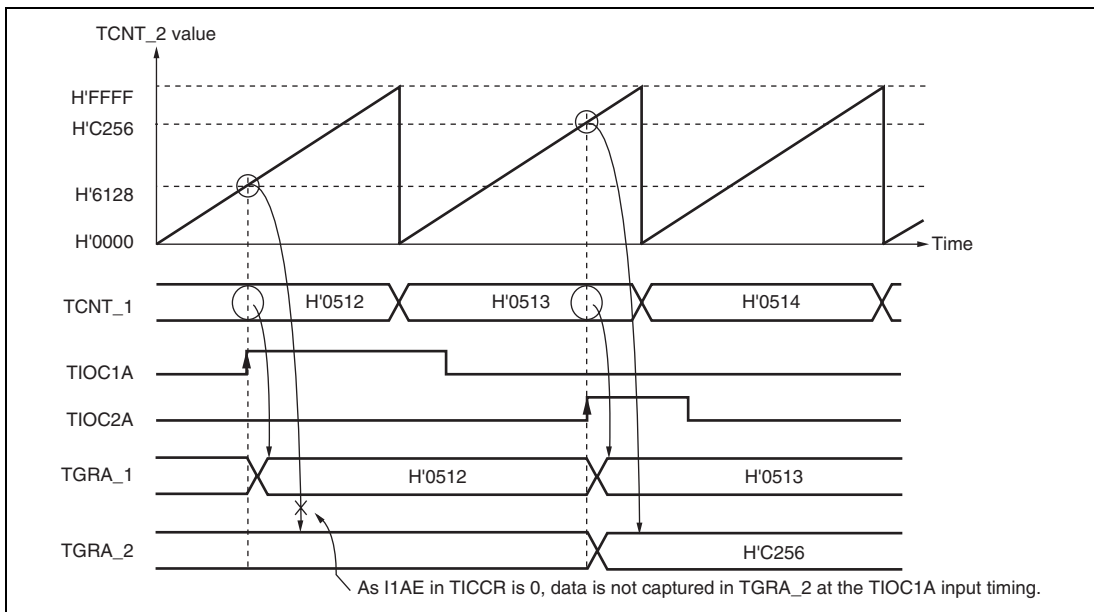 TCNT_2 value
H'FFFF
H'C256
H'6128
H'0000
Time
TCNT_1
H'0512
H'0513
H'0514
TIOC1A
TIOC2A
TGRA_1
H'0512
H'0513
TGRA_2
H'C256
As I1AE in TICCR is 0, data is not captured in TGRA_2 at the TIOC1A input timing.